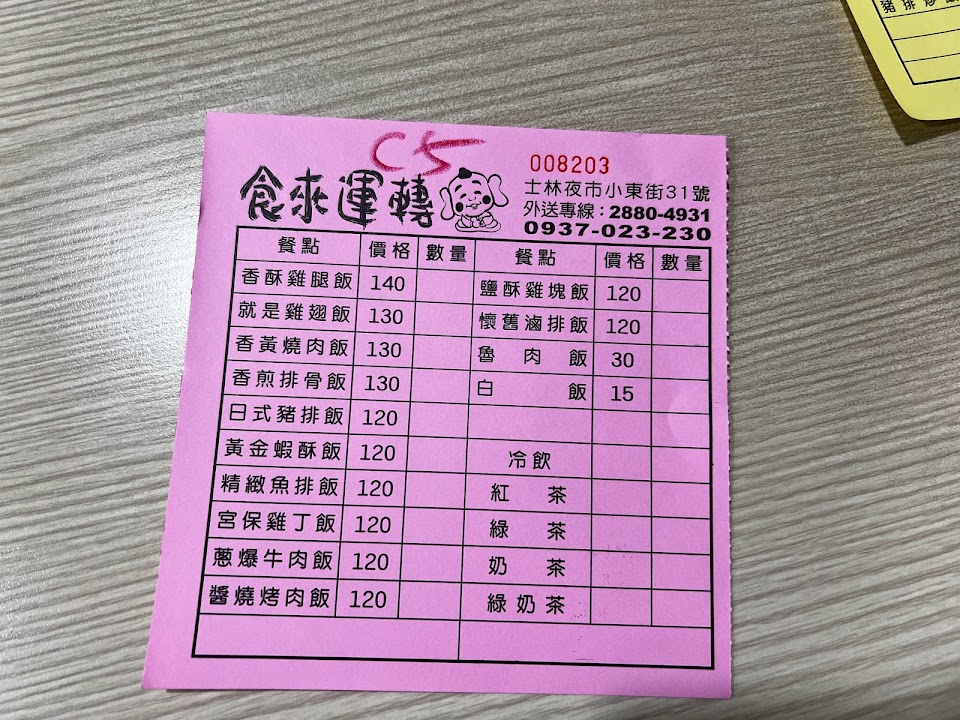 C5
008203
食來運轉
士林夜市小東街31號
外送專線：2880-4931
0937-023-230
餐點 價格 數量 餐點 價格 數量
香酥雞腿飯 140 鹽酥雞塊飯 120
就是雞翅飯 130 懷舊滷排飯 120
香黃燒肉飯 130 魯肉飯 30
香煎排骨飯 130 白飯 15
日式豬排飯 120
黃金蝦酥飯 120 冷飲
精緻魚排飯 120 紅茶
宮保雞丁飯 120 綠茶
蔥爆牛肉飯 120 奶茶
醬燒烤肉飯 120 綠奶茶
豬排炒